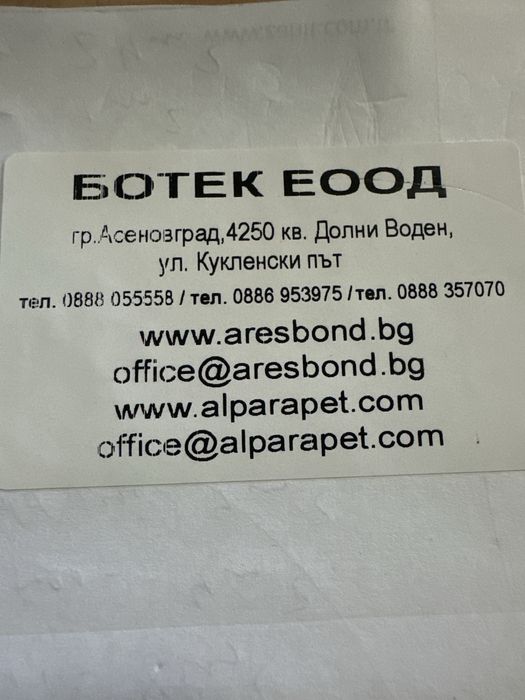 БОТЕК ЕООД
гр.Асеновград,4250 кв. Долни Воден,
ул. Кукленски път
тел. 0888 055558 / тел. 0886 953975 /тел. 0888 357070
www.aresbond.bg
office@aresbond.bg
www.alparapet.com
office@alparapet.com